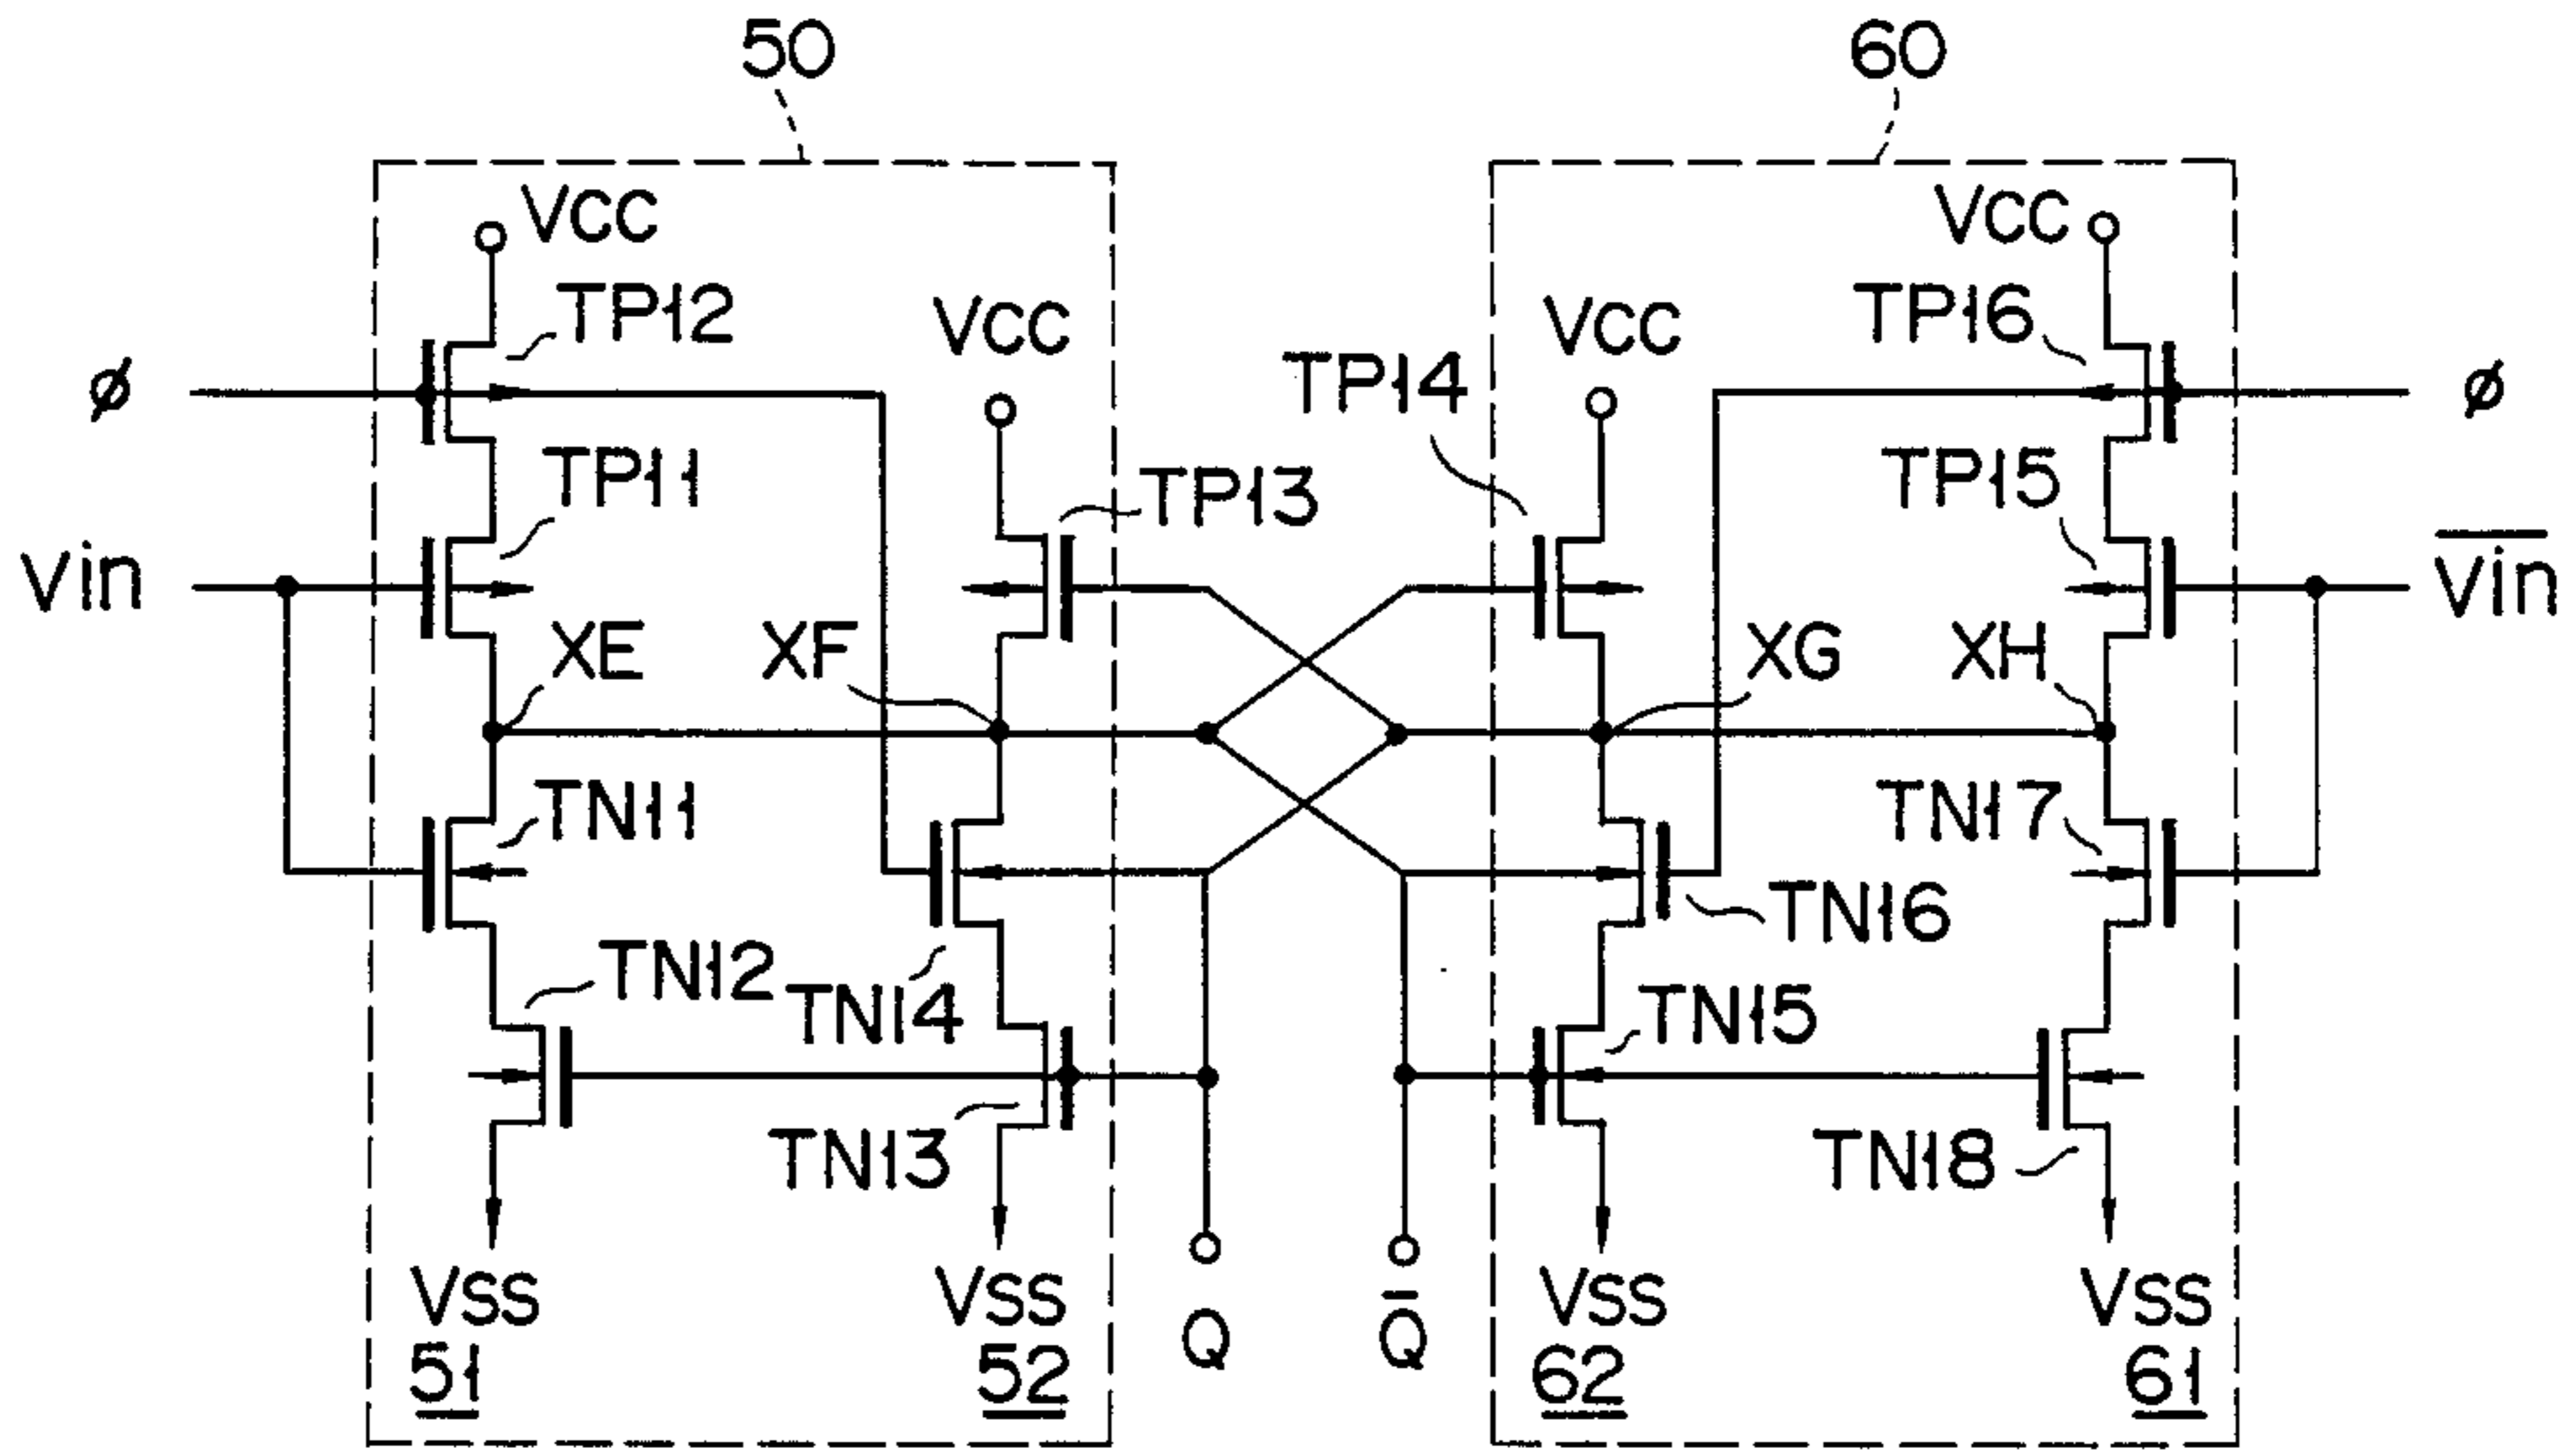 50
60
VCC
VCC
TP12
VCC
VCC
TP16
TP14
ϕ
ϕ
TP11
TP15
TP13
Vin
V̅i̅n̅
XE
XF
XG
XH
TN11
TN17
TN16
TN12
TN14
TN15
TN13
TN18
VSS
VSS
VSS
VSS
Q
Q̅
51
52
62
61